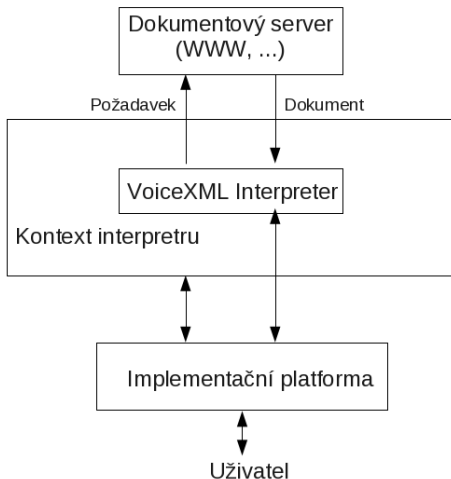 Dokumentový server
(WWW, ...)
Požadavek
Dokument
VoiceXML Interpreter
Kontext interpretru
Implementační platforma
Uživatel